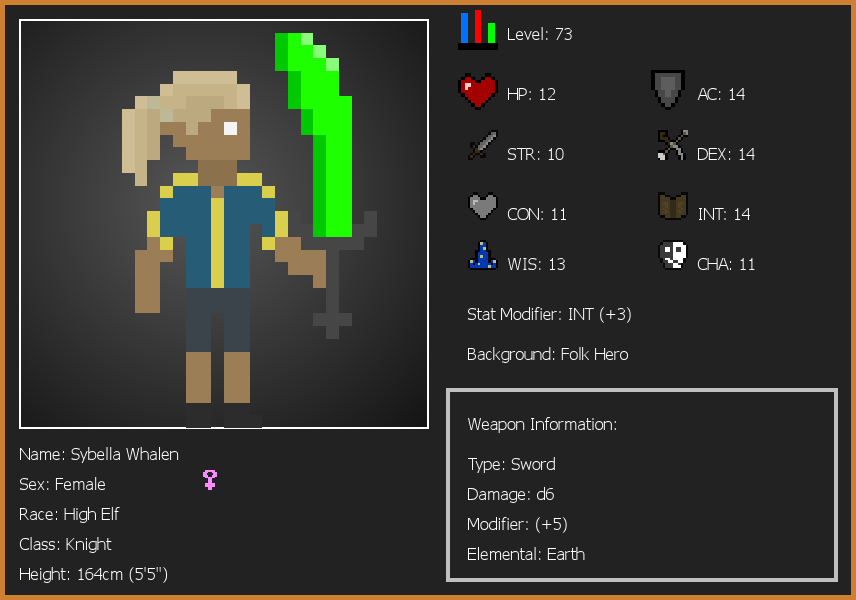 Level: 73
HP: 12
AC: 14
STR: 10
DEX: 14
CON: 11
INT: 14
WIS: 13
CHA: 11
Stat Modifier: INT (+3)
Background: Folk Hero
Weapon Information:
Type: Sword
Damage: d6
Modifier: (+5)
Elemental: Earth
Name: Sybella Whalen
Sex: Female
Race: High Elf
Class: Knight
Height: 164cm (5'5")